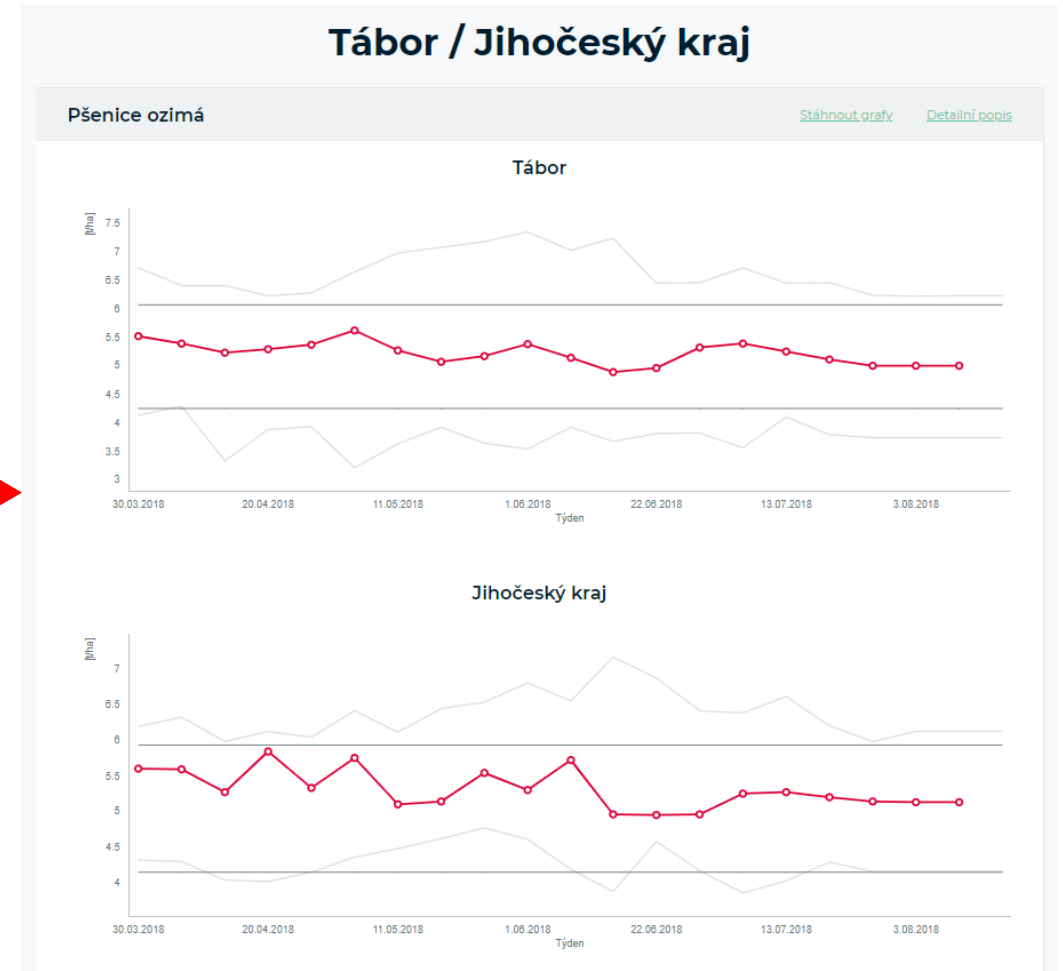 Tábor / Jihočeský kraj
Pšenice ozimá Stáhnout grafy Detailní popis
Tábor
[t/ha]
7.5
7
6.5
6
5.5
5
4.5
4
3.5
3
30.03.2018 20.04.2018 11.05.2018 1.06.2018 22.06.2018 13.07.2018 3.08.2018
Týden
Jihočeský kraj
[t/ha]
7
6.5
6
5.5
5
4.5
4
30.03.2018 20.04.2018 11.05.2018 1.06.2018 22.06.2018 13.07.2018 3.08.2018
Týden